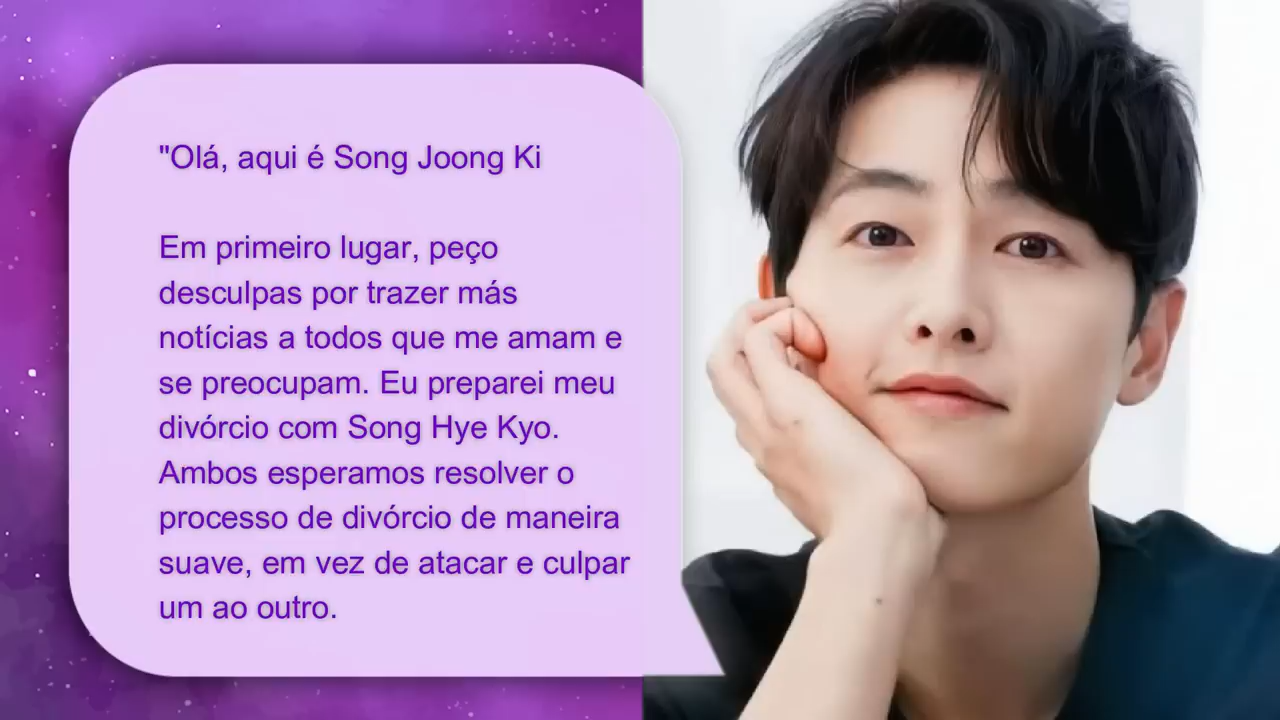 "Olá, aqui é Song Joong Ki
Em primeiro lugar, peço
desculpas por trazer más
notícias a todos que me amam e
se preocupam. Eu preparei meu
divórcio com Song Hye Kyo.
Ambos esperamos resolver o
processo de divórcio de maneira
suave, em vez de atacar e culpar
um ao outro.